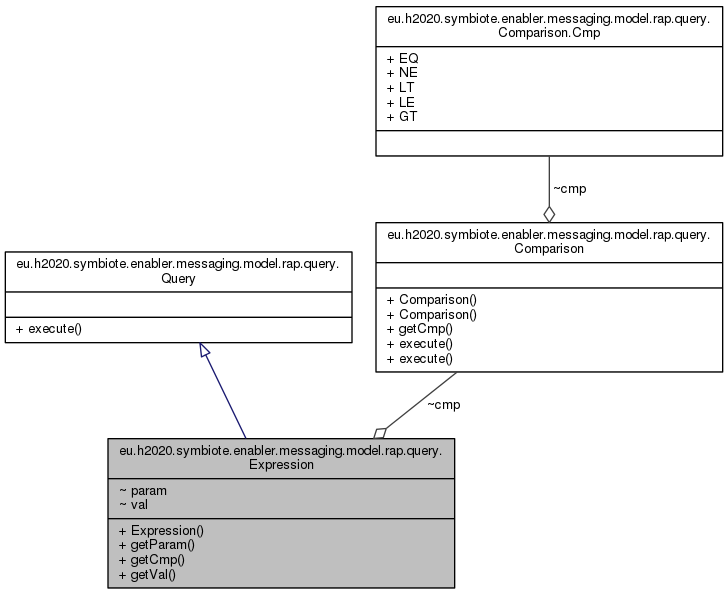 eu.h2020.symbiote.enabler.messaging.model.rap.query.
Comparison.Cmp
+ EQ
+ NE
+ LT
+ LE
+ GT
~cmp
eu.h2020.symbiote.enabler.messaging.model.rap.query.
Comparison
+ Comparison()
+ Comparison()
+ getCmp()
+ execute()
+ execute()
eu.h2020.symbiote.enabler.messaging.model.rap.query.
Query
+ execute()
~cmp
eu.h2020.symbiote.enabler.messaging.model.rap.query.
Expression
~ param
~ val
+ Expression()
+ getParam()
+ getCmp()
+ getVal()